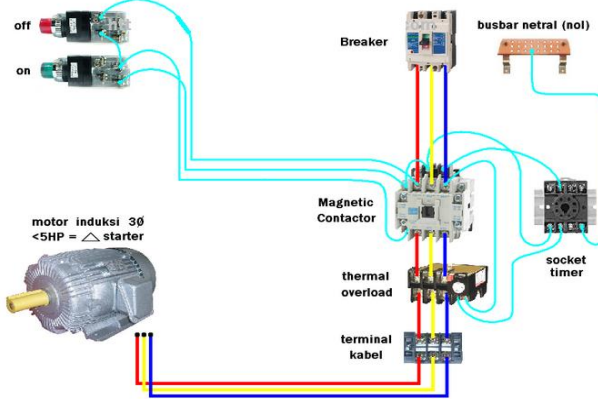 off
on
Breaker
busbar netral (nol)
Magnetic
Contactor
motor induksi 3Ø
<5HP = △ starter
socket
timer
thermal
overload
terminal
kabel